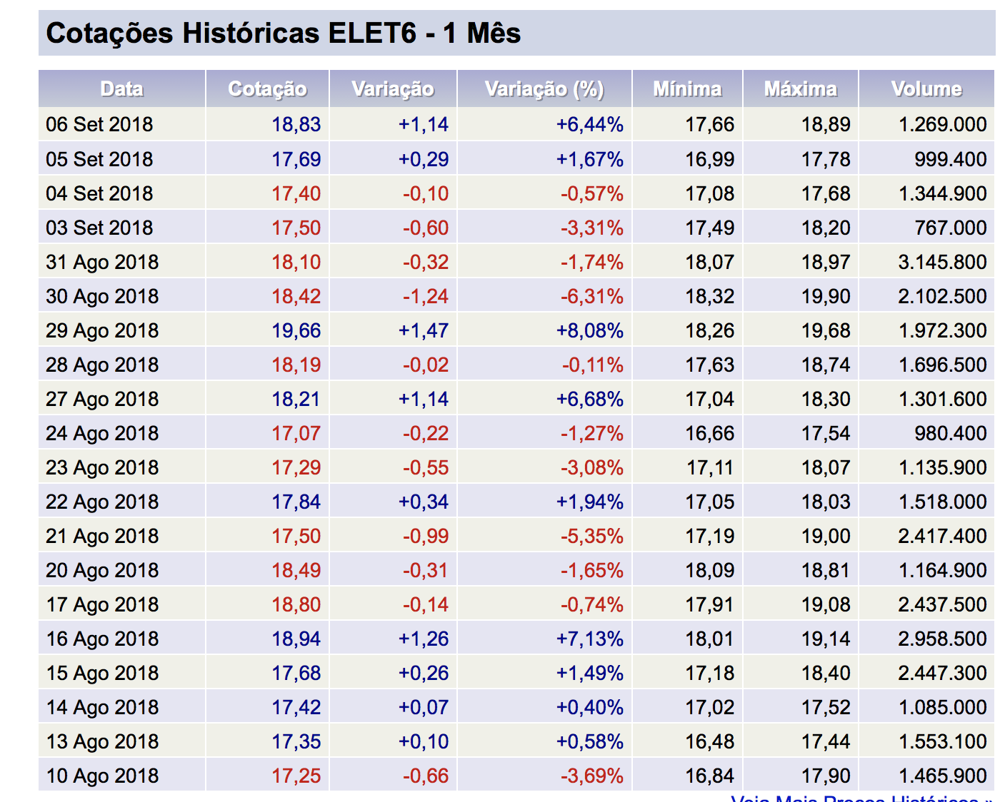 Cotações Históricas ELET6 - 1 Mês
Data Cotação Variação Variação (%) Mínima Máxima Volume
06 Set 2018 18,83 +1,14 +6,44% 17,66 18,89 1.269.000
05 Set 2018 17,69 +0,29 +1,67% 16,99 17,78 999.400
04 Set 2018 17,40 -0,10 -0,57% 17,08 17,68 1.344.900
03 Set 2018 17,50 -0,60 -3,31% 17,49 18,20 767.000
31 Ago 2018 18,10 -0,32 -1,74% 18,07 18,97 3.145.800
30 Ago 2018 18,42 -1,24 -6,31% 18,32 19,90 2.102.500
29 Ago 2018 19,66 +1,47 +8,08% 18,26 19,68 1.972.300
28 Ago 2018 18,19 -0,02 -0,11% 17,63 18,74 1.696.500
27 Ago 2018 18,21 +1,14 +6,68% 17,04 18,30 1.301.600
24 Ago 2018 17,07 -0,22 -1,27% 16,66 17,54 980.400
23 Ago 2018 17,29 -0,55 -3,08% 17,11 18,07 1.135.900
22 Ago 2018 17,84 +0,34 +1,94% 17,05 18,03 1.518.000
21 Ago 2018 17,50 -0,99 -5,35% 17,19 19,00 2.417.400
20 Ago 2018 18,49 -0,31 -1,65% 18,09 18,81 1.164.900
17 Ago 2018 18,80 -0,14 -0,74% 17,91 19,08 2.437.500
16 Ago 2018 18,94 +1,26 +7,13% 18,01 19,14 2.958.500
15 Ago 2018 17,68 +0,26 +1,49% 17,18 18,40 2.447.300
14 Ago 2018 17,42 +0,07 +0,40% 17,02 17,52 1.085.000
13 Ago 2018 17,35 +0,10 +0,58% 16,48 17,44 1.553.100
10 Ago 2018 17,25 -0,66 -3,69% 16,84 17,90 1.465.900
Veja Mais Preços Históricos »